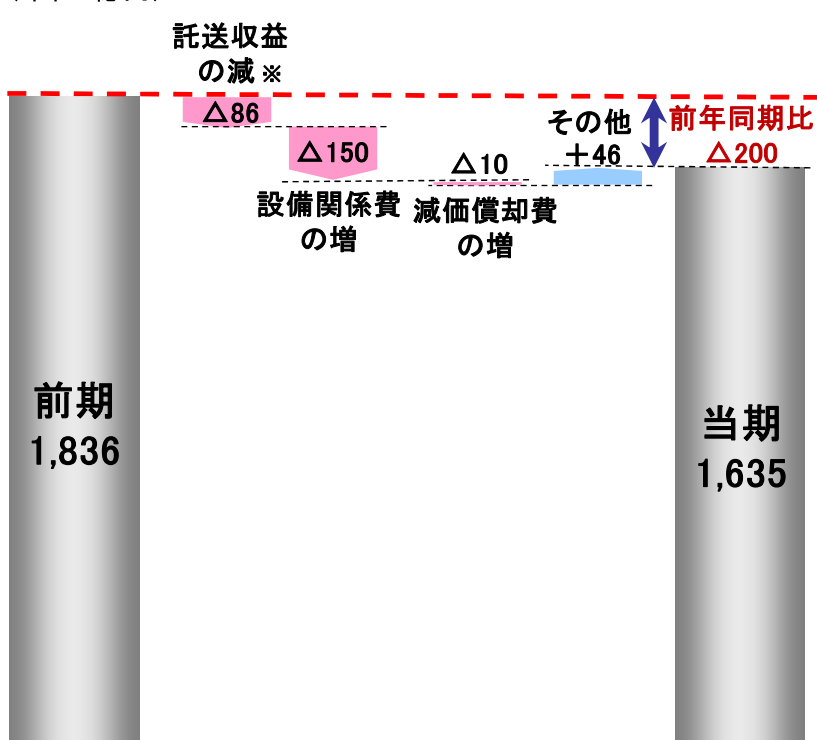 託送収益
の減※
△86
△150
設備関係費
の増
△10
減価償却費
の増
その他
＋46
前年同期比
△200
前期
1,836
当期
1,635